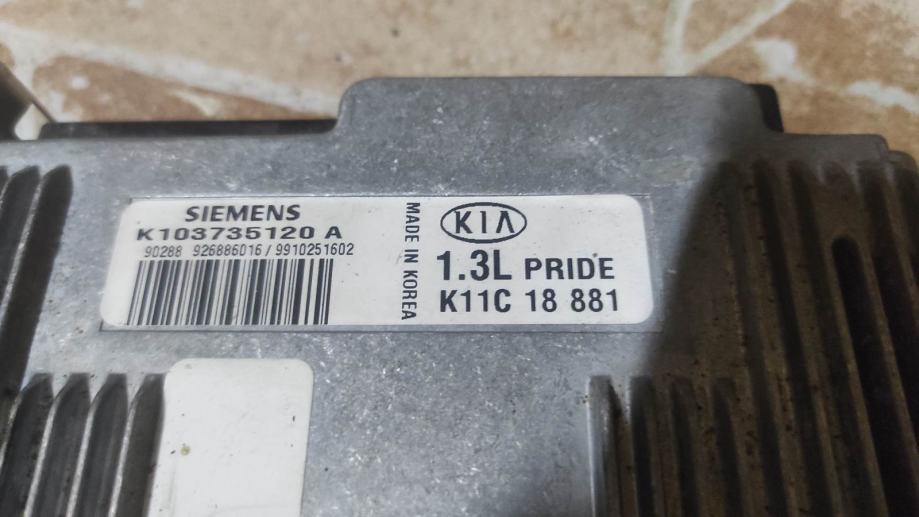 SIEMENS
K103735120 A
90288 926886016/9910251602
MADE IN KOREA
KIA
1.3L PRIDE
K11C 18 881